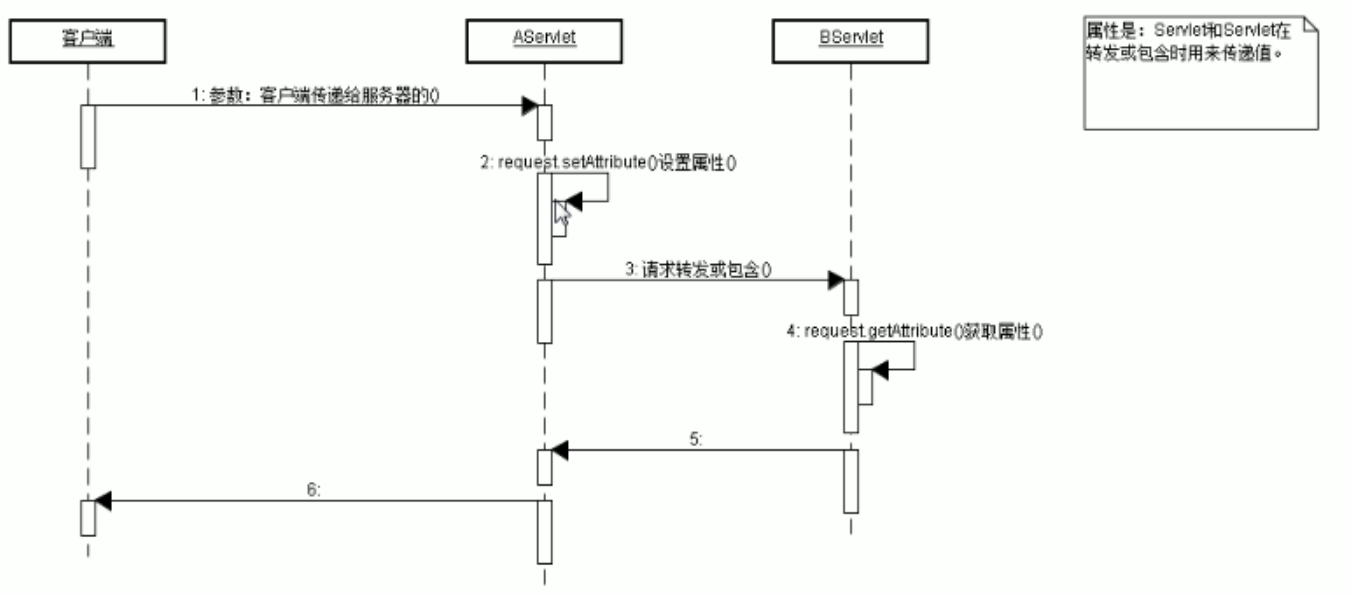 客户端
AServlet
BServlet
属性是：Servlet和Servlet在
转发或包含时用来传递值。
1: 参数：客户端传递给服务器的()
2: request.setAttribute()设置属性()
3: 请求转发或包含()
4: request.getAttribute()获取属性()
5:
6: